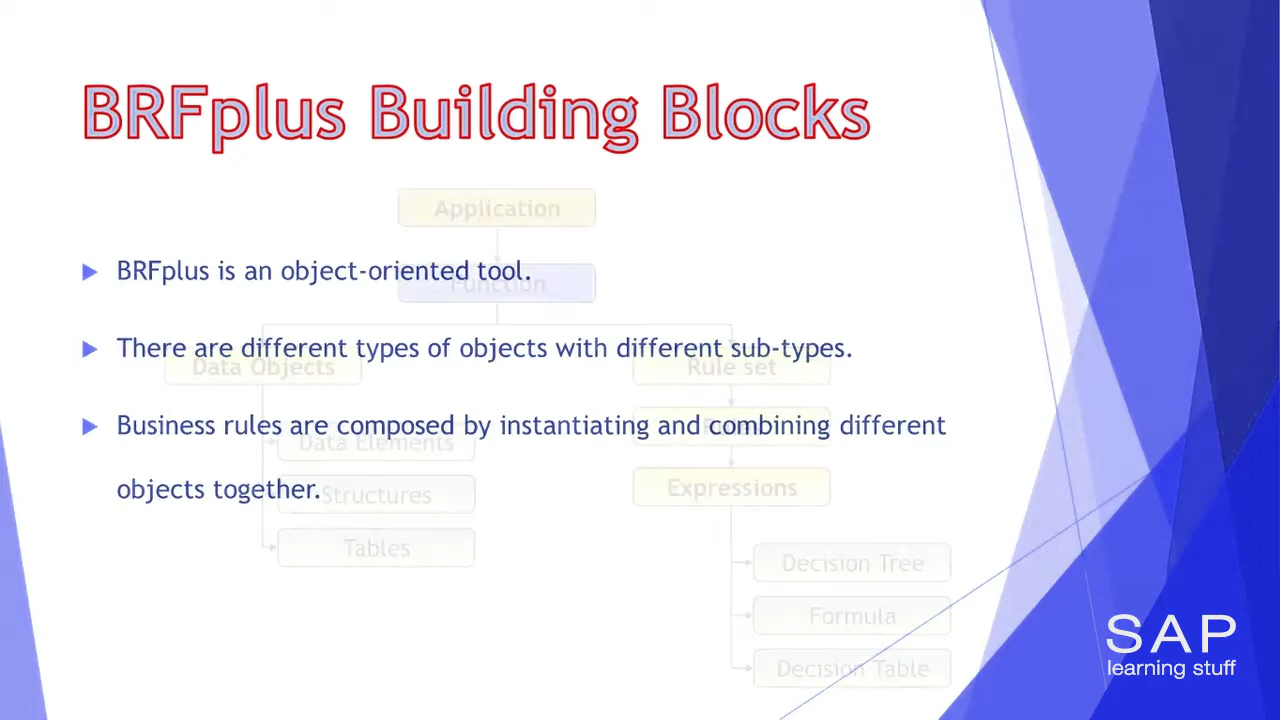 BRFplus Building Blocks
Application
BRFplus is an object-oriented tool.
Function
There are different types of objects with different sub-types.
Data Objects
Rule set
Business rules are composed by instantiating and combining different
Data Elements
objects together.
Structures
Expressions
Tables
Decision Tree
Formula
Decision Table
SAP
learning stuff